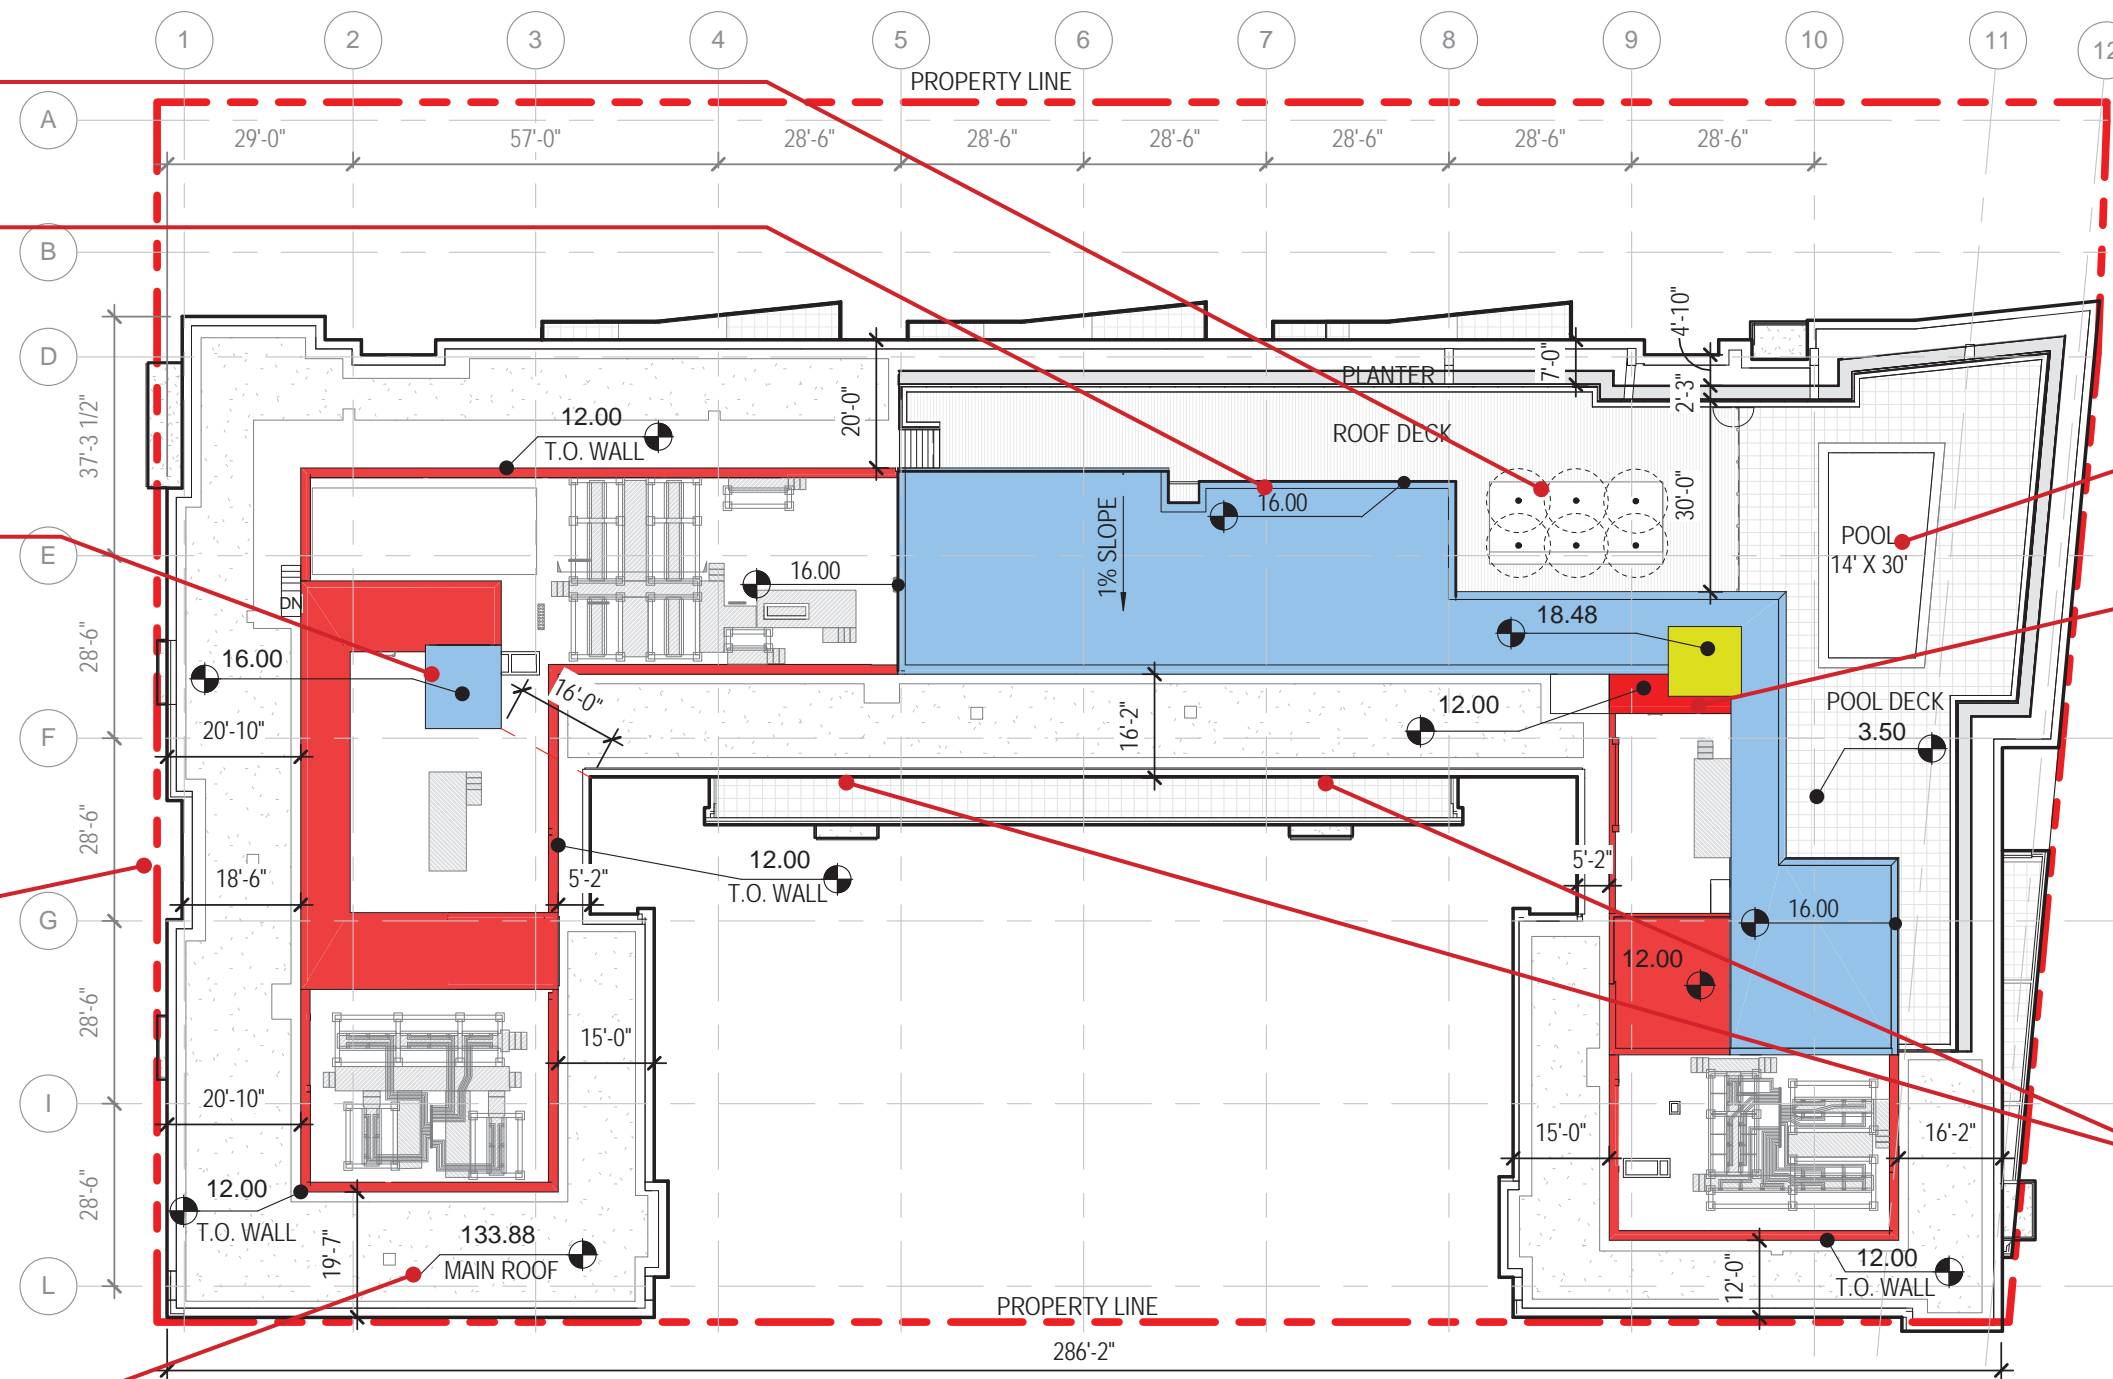 1 2 3 4 5 6 7 8 9 10 11 12
PROPERTY LINE
A
29'-0" 57'-0" 28'-6" 28'-6" 28'-6" 28'-6" 28'-6" 28'-6"
B
4'-10"
D
7'-0"
PLANTER
2'-3"
37'-3 1/2"
20'-0"
12.00
T.O. WALL
ROOF DECK
30'-0"
16.00
POOL
14' X 30'
E
1% SLOPE
16.00
DN
18.48
28'-6"
16.00
16'-0"
12.00
POOL DECK
3.50
20'-10"
16'-2"
F
28'-6"
18'-6"
5'-2"
12.00
T.O. WALL
5'-2"
G
16.00
12.00
28'-6"
15'-0"
20'-10"
I
15'-0"
16'-2"
28'-6"
12.00
T.O. WALL
19'-7"
133.88
MAIN ROOF
12'-0"
12.00
T.O. WALL
L
PROPERTY LINE
286'-2"